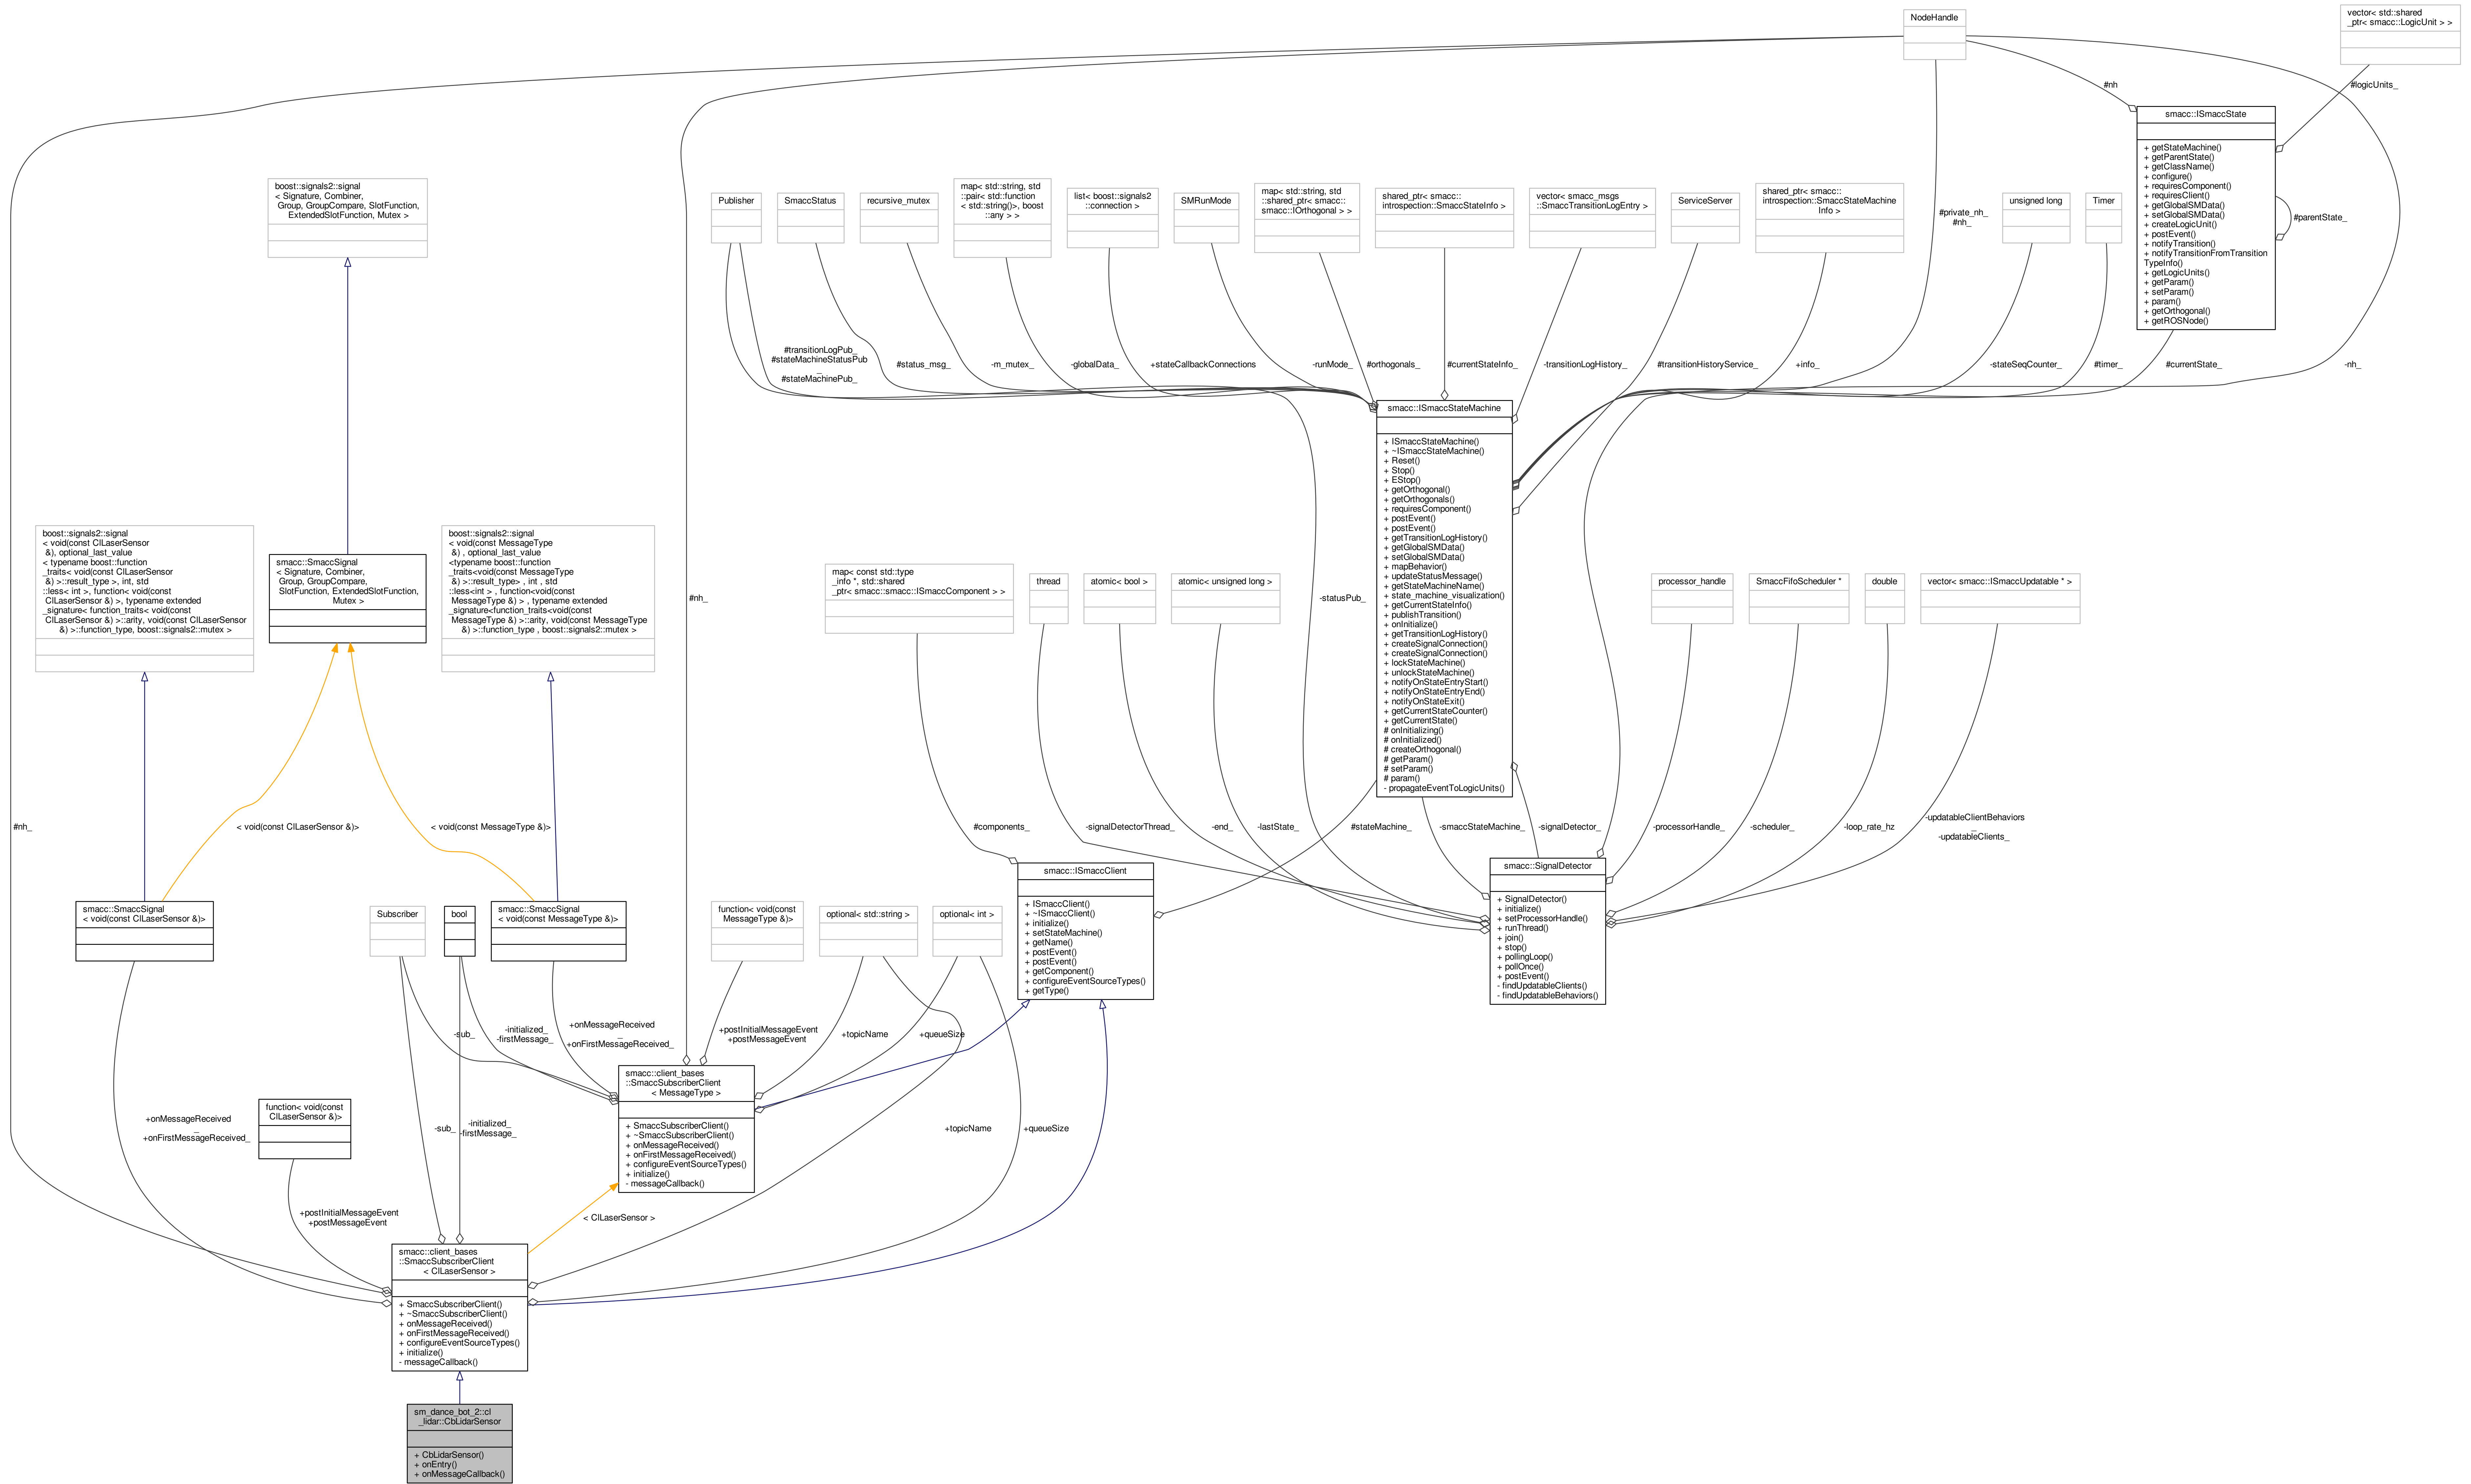 NodeHandle
vector< std::shared
_ptr< smacc::LogicUnit > >
#nh
#logicUnits_
smacc::ISmaccState
+ getStateMachine()
+ getParentState()
+ getClassName()
+ configure()
+ requiresComponent()
+ requiresClient()
+ getGlobalSMData()
+ setGlobalSMData()
+ createLogicUnit()
+ postEvent()
+ notifyTransition()
+ notifyTransitionFromTransition
TypeInfo()
+ getLogicUnits()
+ getParam()
+ setParam()
+ param()
+ getOrthogonal()
+ getROSNode()
#parentState_
boost::signals2::signal
< Signature, Combiner,
Group, GroupCompare, SlotFunction,
ExtendedSlotFunction, Mutex >
Publisher
SmaccStatus
recursive_mutex
map< std::string, std
::pair< std::function
< std::string()>, boost
::any > >
list< boost::signals2
::connection >
SMRunMode
map< std::string, std
::shared_ptr< smacc::
smacc::IOrthogonal > >
shared_ptr< smacc::
introspection::SmaccStateInfo >
vector< smacc_msgs
::SmaccTransitionLogEntry >
ServiceServer
shared_ptr< smacc::
introspection::SmaccStateMachine
Info >
#private_nh_
#nh_
unsigned long
Timer
#transitionLogPub_
#stateMachineStatusPub
_
#stateMachinePub_
#status_msg_
-m_mutex_
-globalData_
+stateCallbackConnections
-runMode_
#orthogonals_
#currentStateInfo_
-transitionLogHistory_
#transitionHistoryService_
+info_
-stateSeqCounter_
#timer_
#currentState_
-nh_
smacc::ISmaccStateMachine
+ ISmaccStateMachine()
+ ~ISmaccStateMachine()
+ Reset()
+ Stop()
+ EStop()
+ getOrthogonal()
+ getOrthogonals()
+ requiresComponent()
+ postEvent()
+ postEvent()
+ getTransitionLogHistory()
+ getGlobalSMData()
+ setGlobalSMData()
+ mapBehavior()
+ updateStatusMessage()
+ getStateMachineName()
+ state_machine_visualization()
+ getCurrentStateInfo()
+ publishTransition()
+ onInitialize()
+ getTransitionLogHistory()
+ createSignalConnection()
+ createSignalConnection()
+ lockStateMachine()
+ unlockStateMachine()
+ notifyOnStateEntryStart()
+ notifyOnStateEntryEnd()
+ notifyOnStateExit()
+ getCurrentStateCounter()
+ getCurrentState()
# onInitializing()
# onInitialized()
# createOrthogonal()
# getParam()
# setParam()
# param()
- propagateEventToLogicUnits()
boost::signals2::signal
< void(const ClLaserSensor
&), optional_last_value
< typename boost::function
_traits< void(const ClLaserSensor
&) >::result_type >, int, std
::less< int >, function< void(const
ClLaserSensor &) >, typename extended
_signature< function_traits< void(const
ClLaserSensor &) >::arity, void(const ClLaserSensor
&) >::function_type, boost::signals2::mutex >
smacc::SmaccSignal
< Signature, Combiner,
Group, GroupCompare,
SlotFunction, ExtendedSlotFunction,
Mutex >
boost::signals2::signal
< void(const MessageType
&) , optional_last_value
<typename boost::function
_traits<void(const MessageType
&) >::result_type> , int , std
::less<int > , function<void(const
MessageType &) > , typename extended
_signature<function_traits<void(const
MessageType &) >::arity, void(const MessageType
&) >::function_type , boost::signals2::mutex >
#nh_
map< const std::type
_info *, std::shared
_ptr< smacc::smacc::ISmaccComponent > >
thread
atomic< bool >
atomic< unsigned long >
-statusPub_
processor_handle
SmaccFifoScheduler *
double
vector< smacc::ISmaccUpdatable * >
#nh_
< void(const ClLaserSensor &)>
< void(const MessageType &)>
#components_
-signalDetectorThread_
-end_
-lastState_
#stateMachine_
-smaccStateMachine_
-signalDetector_
-processorHandle_
-scheduler_
-loop_rate_hz
-updatableClientBehaviors
_
-updatableClients_
smacc::ISmaccClient
+ ISmaccClient()
+ ~ISmaccClient()
+ initialize()
+ setStateMachine()
+ getName()
+ postEvent()
+ postEvent()
+ getComponent()
+ configureEventSourceTypes()
+ getType()
smacc::SignalDetector
+ SignalDetector()
+ initialize()
+ setProcessorHandle()
+ runThread()
+ join()
+ stop()
+ pollingLoop()
+ pollOnce()
+ postEvent()
- findUpdatableClients()
- findUpdatableBehaviors()
smacc::SmaccSignal
< void(const ClLaserSensor &)>
Subscriber
bool
smacc::SmaccSignal
< void(const MessageType &)>
function< void(const
MessageType &)>
optional< std::string >
optional< int >
-sub_
-initialized_
-firstMessage_
+onMessageReceived
_
+onFirstMessageReceived_
+postInitialMessageEvent
+postMessageEvent
+topicName
+queueSize
smacc::client_bases
::SmaccSubscriberClient
< MessageType >
+ SmaccSubscriberClient()
+ ~SmaccSubscriberClient()
+ onMessageReceived()
+ onFirstMessageReceived()
+ configureEventSourceTypes()
+ initialize()
- messageCallback()
function< void(const
ClLaserSensor &)>
+onMessageReceived
_
+onFirstMessageReceived_
-sub_
-initialized_
-firstMessage_
+topicName
+queueSize
+postInitialMessageEvent
+postMessageEvent
< ClLaserSensor >
smacc::client_bases
::SmaccSubscriberClient
< ClLaserSensor >
+ SmaccSubscriberClient()
+ ~SmaccSubscriberClient()
+ onMessageReceived()
+ onFirstMessageReceived()
+ configureEventSourceTypes()
+ initialize()
- messageCallback()
sm_dance_bot_2::cl
_lidar::CbLidarSensor
+ CbLidarSensor()
+ onEntry()
+ onMessageCallback()